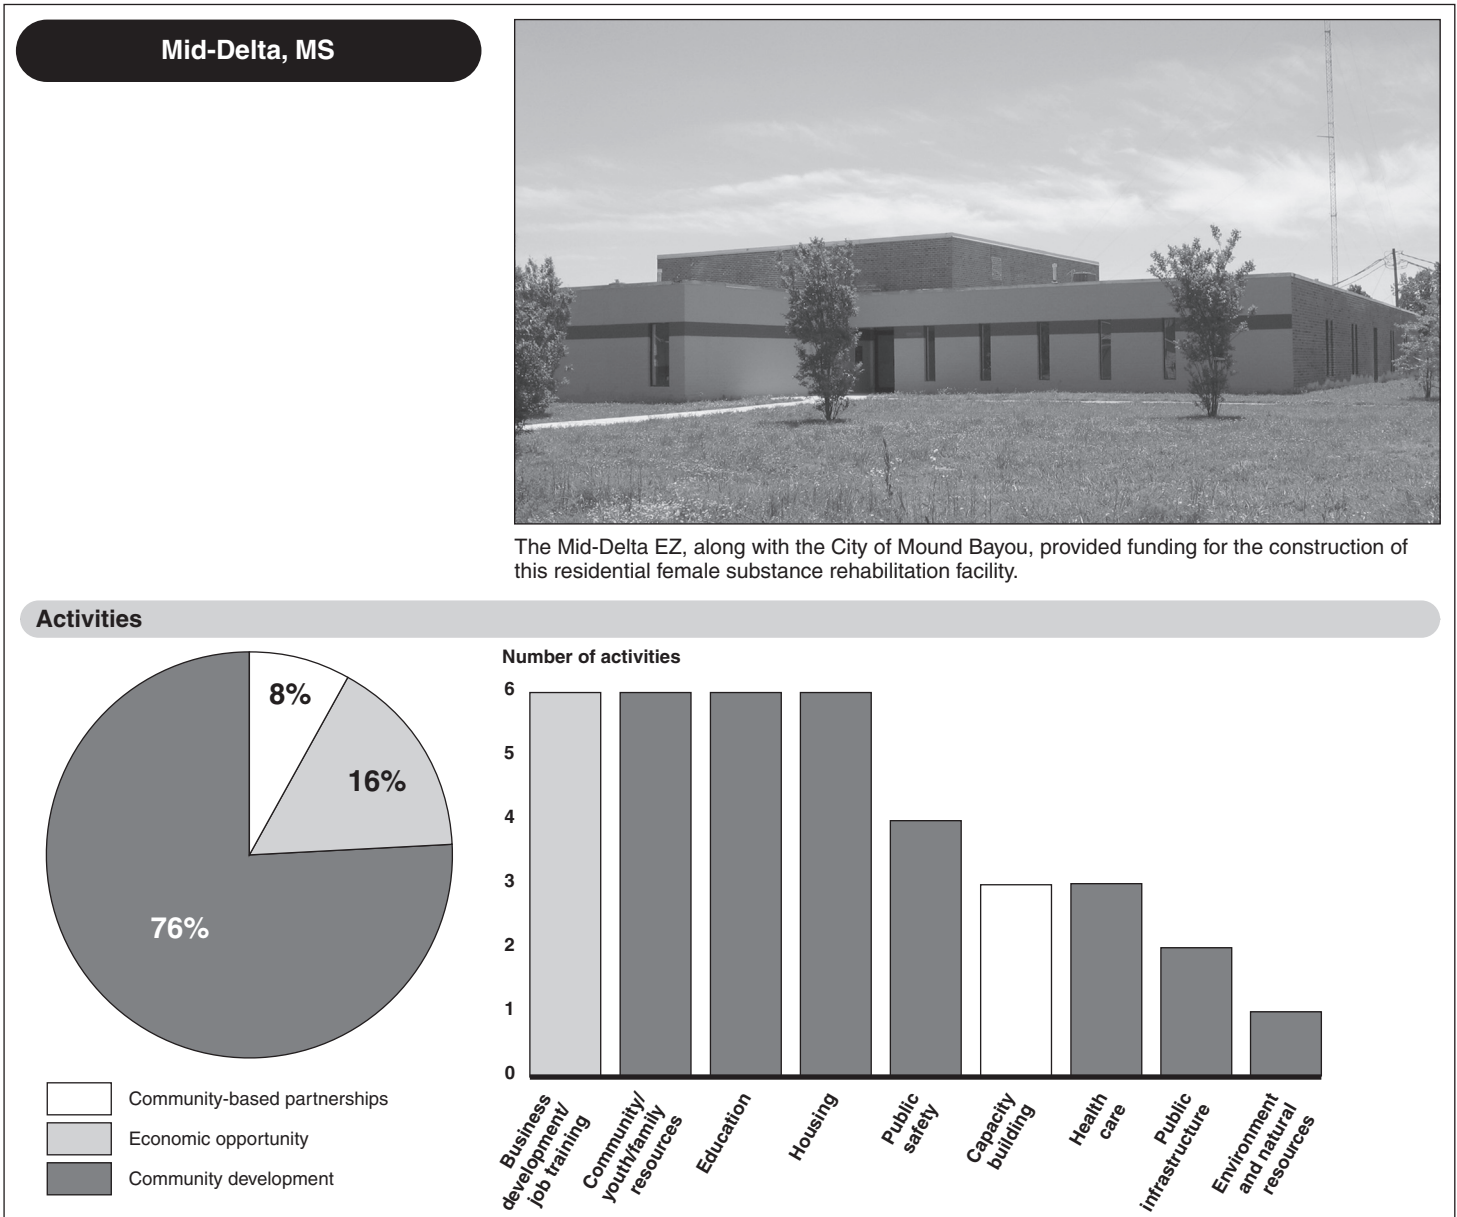 Mid-Delta, MS
The Mid-Delta EZ, along with the City of Mound Bayou, provided funding for the construction of
this residential female substance rehabilitation facility.
Activities
8%
16%
76%
Community-based partnerships
Economic opportunity
Community development
Number of activities
6
5
4
3
2
1
0
Business
development/
job training
Community/
youth/family
resources
Education
Housing
Public
safety
Capacity
building
Health
care
Public
infrastructure
Environment
and natural
resources